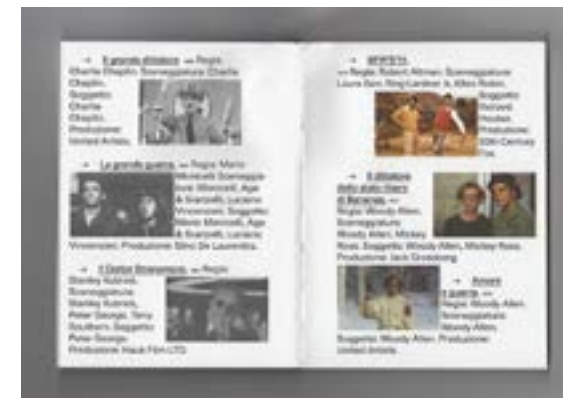 → Il grande dittatore. — Regia:
Charlie Chaplin. Sceneggiatura: Charlie
Chaplin.
Soggetto:
Charlie
Chaplin.
Produzione:
United Artists.
→ La grande guerra. — Regia: Mario
Monicelli. Sceneggia-
tura: Monicelli, Age
& Scarpelli, Luciano
Vincenzoni. Soggetto:
Mario Monicelli, Age
& Scarpelli, Luciano
Vincenzoni. Produzione: Dino De Laurentiis.
→ Il Dottor Stranamore. — Regia:
Stanley Kubrick.
Sceneggiatura:
Stanley Kubrick,
Peter George, Terry
Southern. Soggetto:
Peter George.
Produzione: Hawk Film LTD.
→ M*A*S*H.
— Regia: Robert Altman. Sceneggiatura:
Ring Lardner Jr.
Soggetto:
Richard
Hooker.
Produzione:
20th Century
Fox.
→ Il dittatore
dello stato libero
di Bananas. —
Regia: Woody Allen.
Sceneggiatura:
Woody Allen, Mickey
Rose. Soggetto: Woody Allen, Mickey Rose.
Produzione: Jack Grossberg.
→ Amore
e guerra. —
Regia: Woody Allen.
Sceneggiatura:
Woody Allen.
Soggetto: Woody Allen. Produzione:
United Artists.